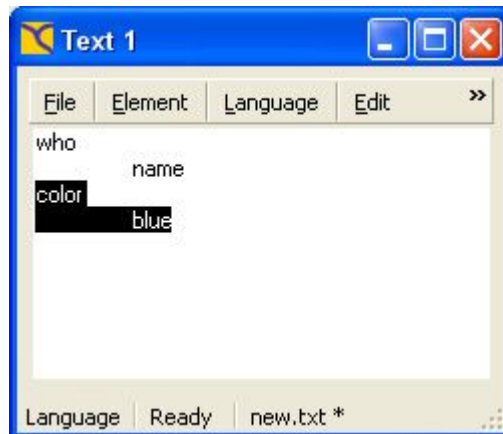 Text 1
File Element Language Edit »
who
name
color
blue
Language Ready new.txt *